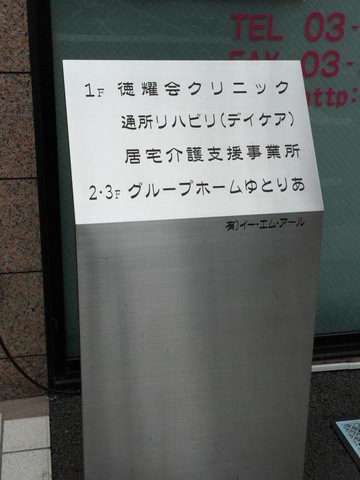 TEL 03-
FAX 03-
http:
1F 徳耀会クリニック
通所リハビリ(デイケア)
居宅介護支援事業所
2・3F グループホームゆとりあ
有)イー・エム・アール